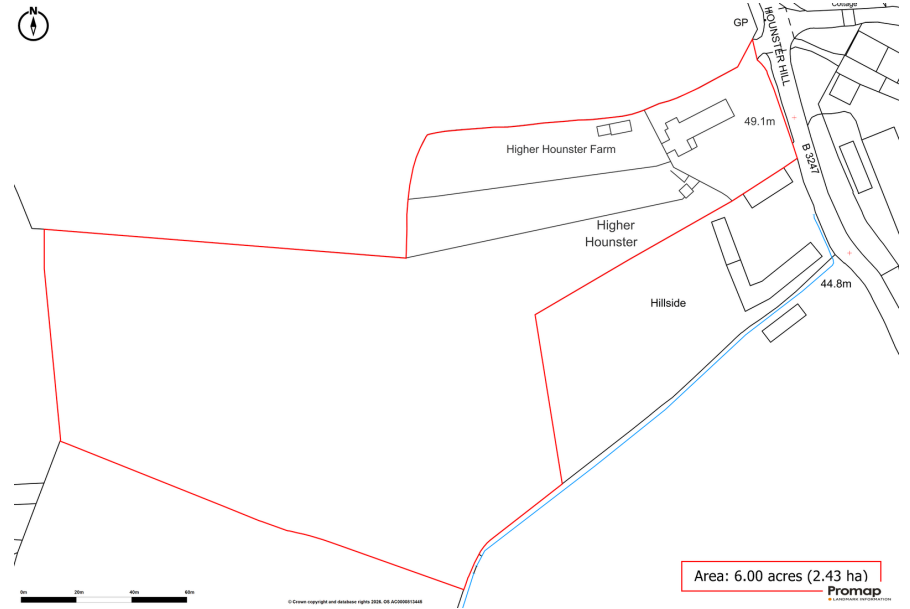 N
Cottage
GP
HOUNSTER HILL
49.1m
Higher Hounster Farm
B 3247
Higher
Hounster
44.8m
Hillside
Area: 6.00 acres (2.43 ha)
Promap
LANDMARK INFORMATION
0m 20m 40m 60m
© Crown copyright and database rights 2026. OS AC0000813445